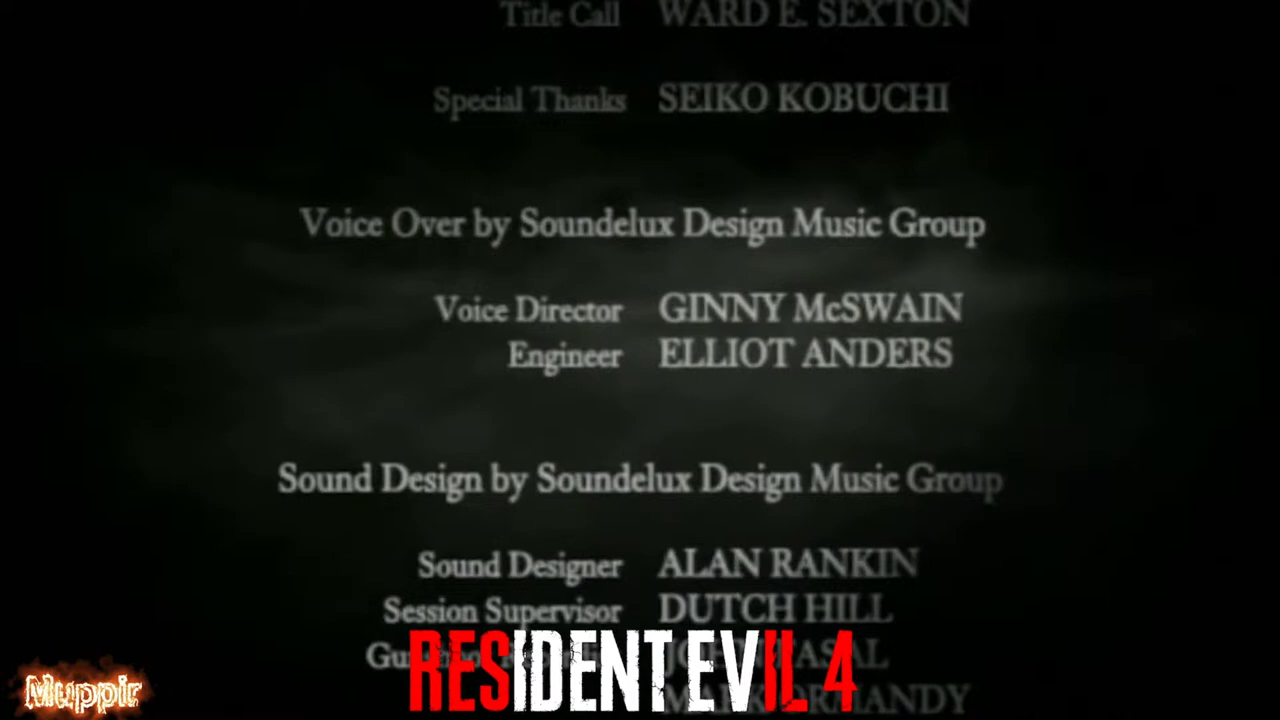 Title Call WARD E. SEXTON
Special Thanks SEIKO KOBUCHI
Voice Over by Soundelux Design Music Group
Voice Director GINNY McSWAIN
Engineer ELLIOT ANDERS
Sound Design by Soundelux Design Music Group
Sound Designer ALAN RANKIN
Session Supervisor DUTCH HILL
RESIDENT EVIL 4
Muppir